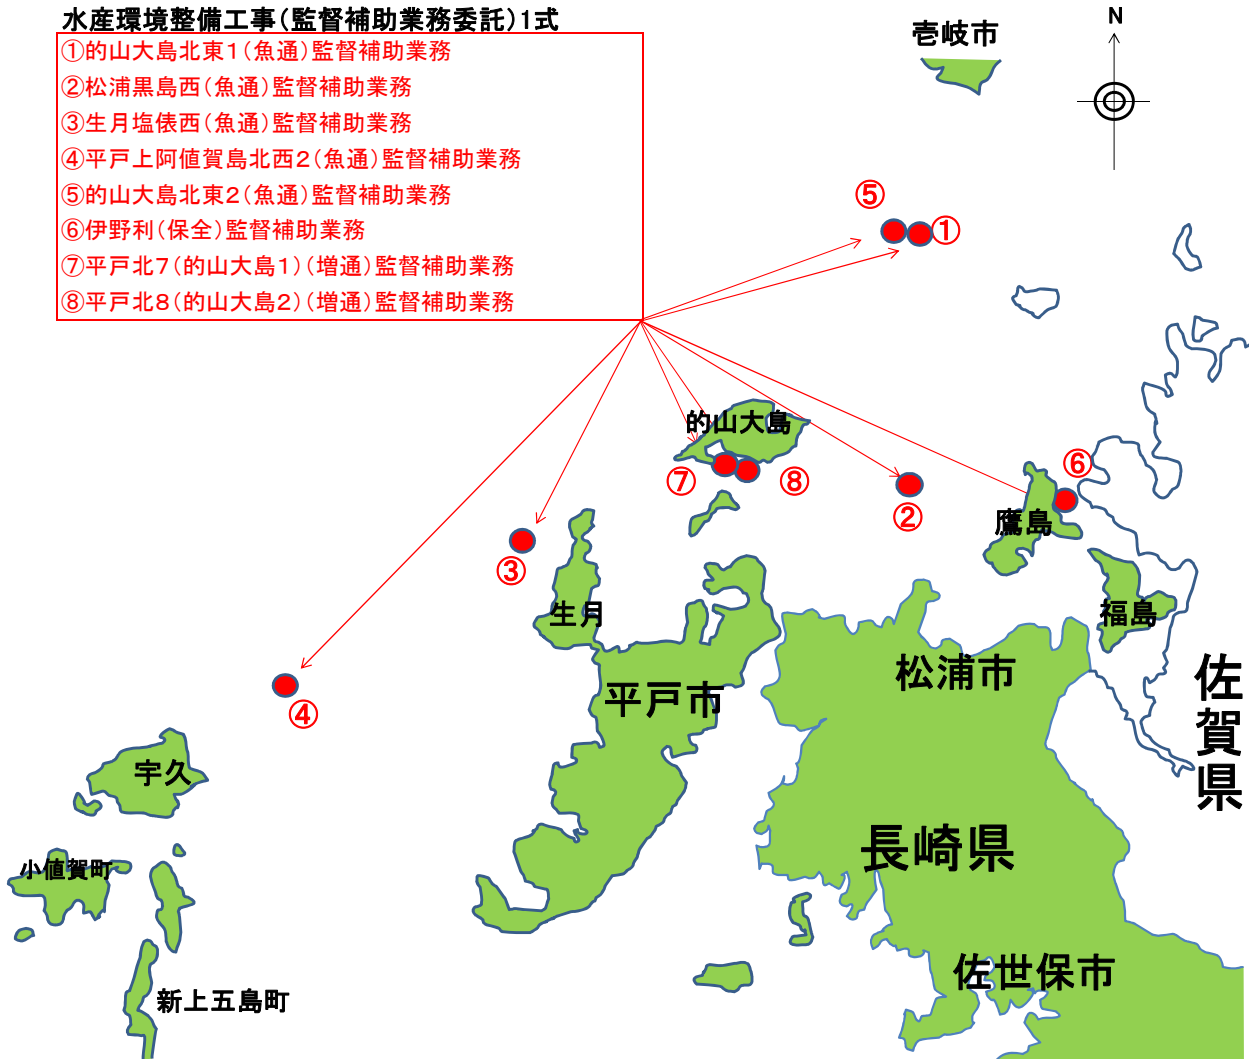 水産環境整備工事（監督補助業務委託）1式
①的山大島北東１（魚通）監督補助業務
②松浦黒島西（魚通）監督補助業務
③生月塩俵西（魚通）監督補助業務
④平戸上阿値賀島北西２（魚通）監督補助業務
⑤的山大島北東２（魚通）監督補助業務
⑥伊野利（保全）監督補助業務
⑦平戸北７（的山大島１）（増通）監督補助業務
⑧平戸北８（的山大島２）（増通）監督補助業務
壱岐市
N
⑤
①
的山大島
⑦
⑧
②
⑥
鷹島
③
生月
福島
松浦市
平戸市
佐賀県
④
宇久
長崎県
小値賀町
佐世保市
新上五島町